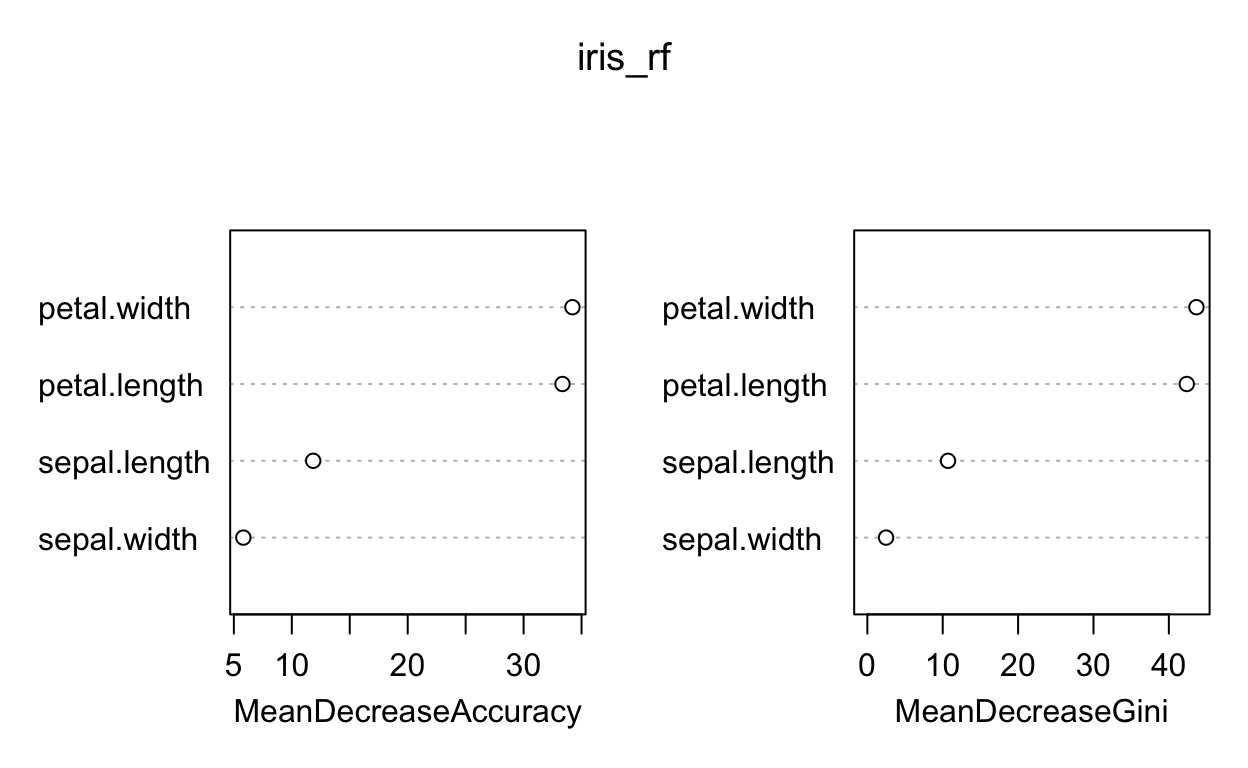 iris_rf
petal.width
petal.length
sepal.length
sepal.width
5 10 20 30
MeanDecreaseAccuracy
petal.width
petal.length
sepal.length
sepal.width
0 10 20 30 40
MeanDecreaseGini